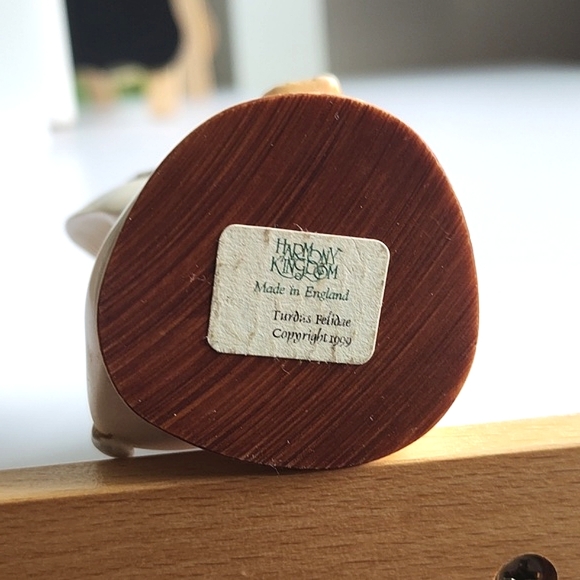 HARMONY
KINGDOM
Made in England
Turdus Felidae
Copyright 1999